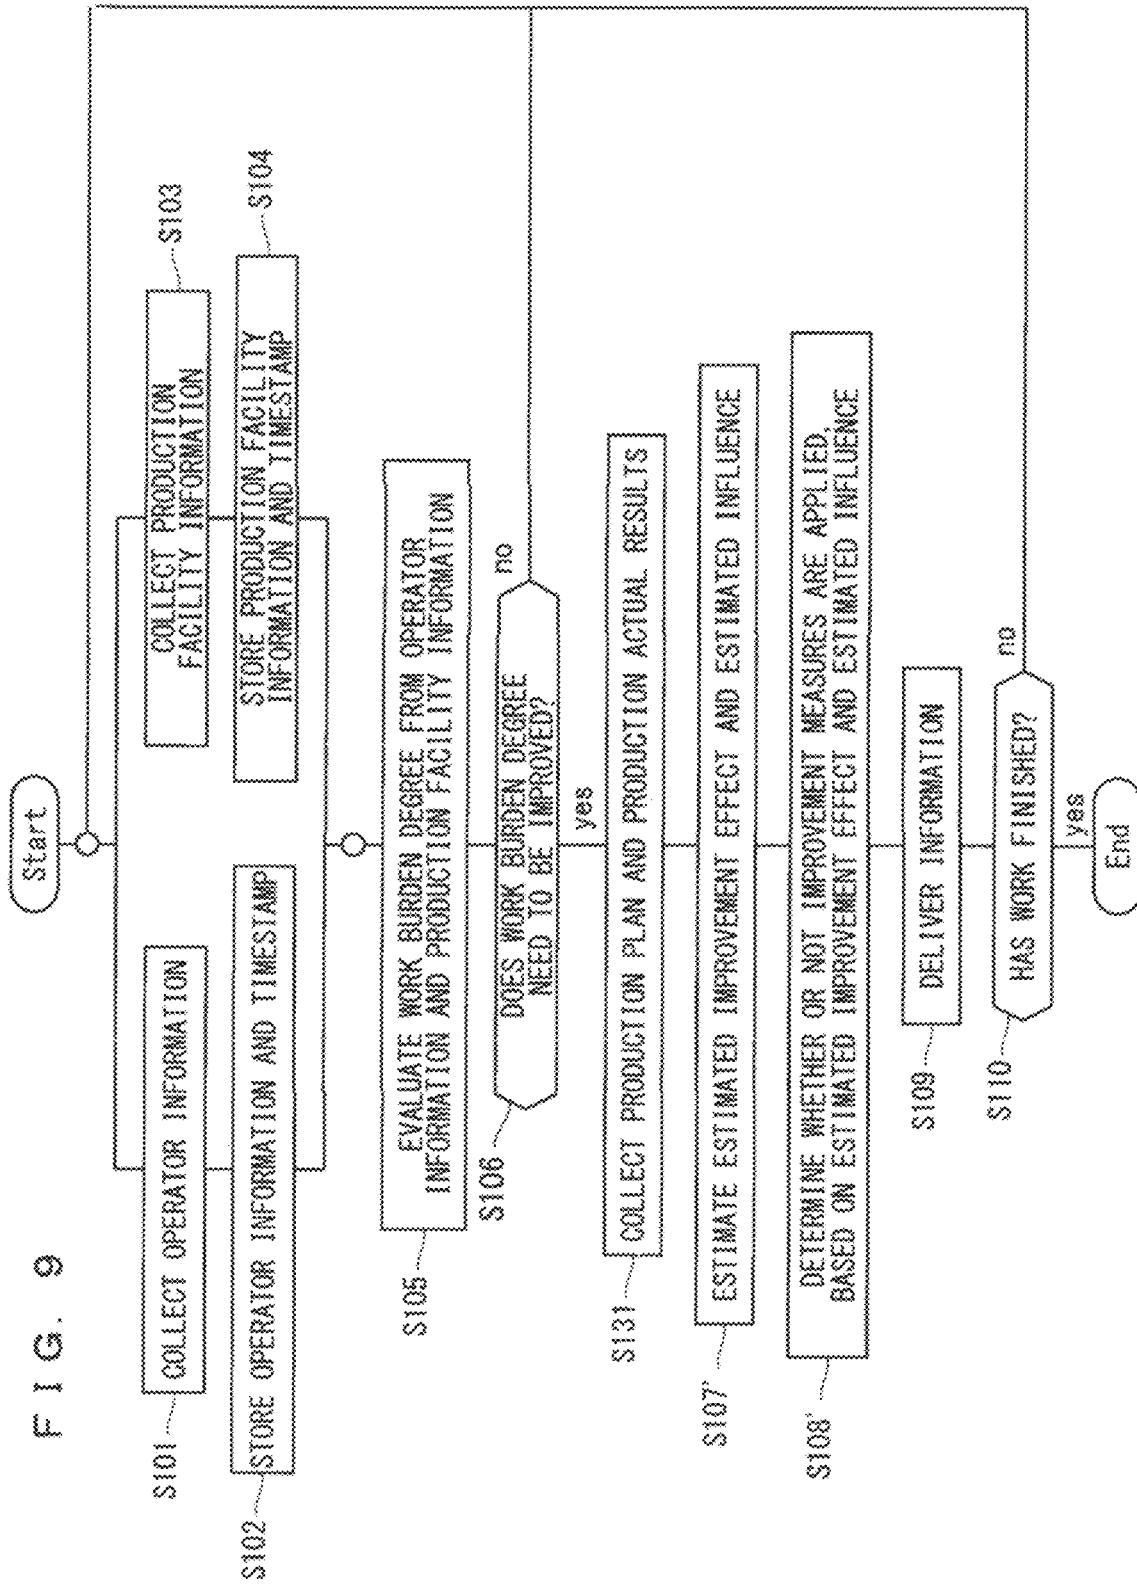 FIG. 9
Start
S101
COLLECT OPERATOR INFORMATION
S102
STORE OPERATOR INFORMATION AND TIMESTAMP
COLLECT PRODUCTION
FACILITY INFORMATION
S103
STORE PRODUCTION FACILITY
INFORMATION AND TIMESTAMP
S104
S105
EVALUATE WORK BURDEN DEGREE FROM OPERATOR
INFORMATION AND PRODUCTION FACILITY INFORMATION
S106
DOES WORK BURDEN DEGREE
NEED TO BE IMPROVED?
no
yes
S131
COLLECT PRODUCTION PLAN AND PRODUCTION ACTUAL RESULTS
S107'
ESTIMATE ESTIMATED IMPROVEMENT EFFECT AND ESTIMATED INFLUENCE
S108'
DETERMINE WHETHER OR NOT IMPROVEMENT MEASURES ARE APPLIED,
BASED ON ESTIMATED IMPROVEMENT EFFECT AND ESTIMATED INFLUENCE
S109
DELIVER INFORMATION
S110
HAS WORK FINISHED?
no
yes
End